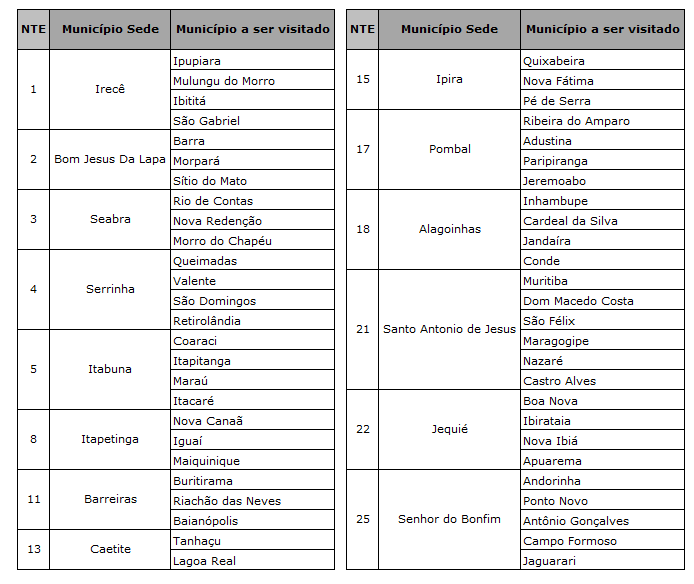 NTE Município Sede Município a ser visitado
1 Irecê Ipupiara
Mulungu do Morro
Ibititá
São Gabriel
2 Bom Jesus Da Lapa Barra
Morpará
Sítio do Mato
3 Seabra Rio de Contas
Nova Redenção
Morro do Chapéu
4 Serrinha Queimadas
Valente
São Domingos
Retirolândia
5 Itabuna Coaraci
Itapitanga
Maraú
Itacaré
8 Itapetinga Nova Canaã
Iguaí
Maiquinique
11 Barreiras Buritirama
Riachão das Neves
Baianópolis
13 Caetite Tanhaçu
Lagoa Real
NTE Município Sede Município a ser visitado
15 Ipira Quixabeira
Nova Fátima
Pé de Serra
17 Pombal Ribeira do Amparo
Adustina
Paripiranga
Jeremoabo
18 Alagoinhas Inhambupe
Cardeal da Silva
Jandaíra
Conde
21 Santo Antonio de Jesus Muritiba
Dom Macedo Costa
São Félix
Maragogipe
Nazaré
Castro Alves
22 Jequié Boa Nova
Ibirataia
Nova Ibiá
Apuarema
25 Senhor do Bonfim Andorinha
Ponto Novo
Antônio Gonçalves
Campo Formoso
Jaguarari